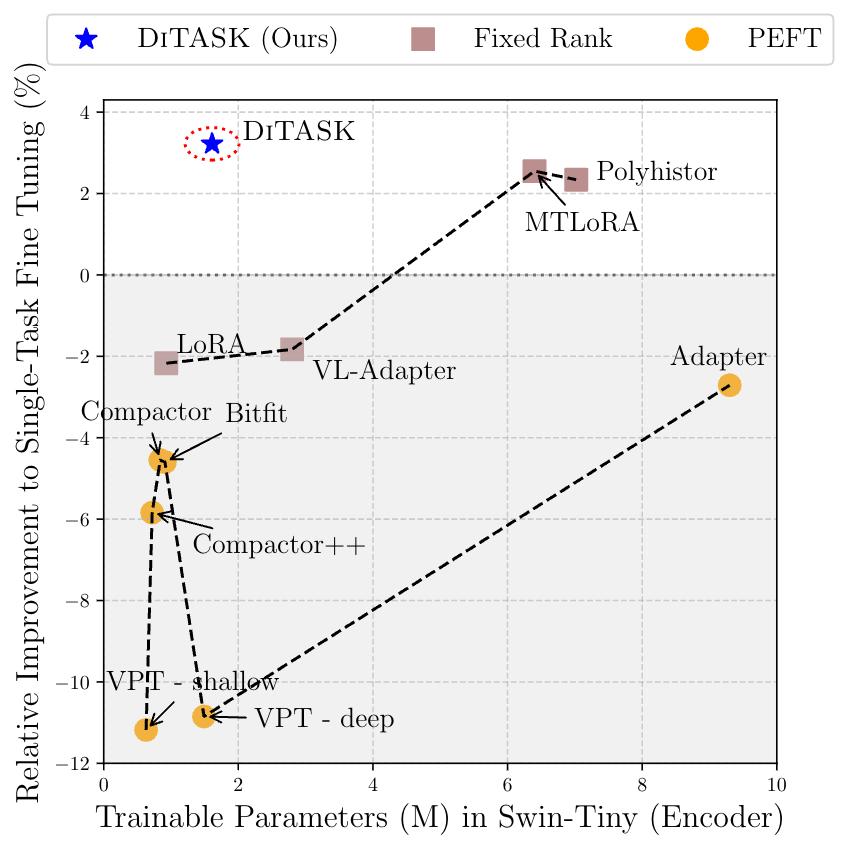 DiTASK (Ours) Fixed Rank PEFT
Relative Improvement to Single-Task Fine Tuning (%)
4
2
0
−2
−4
−6
−8
−10
−12
DiTASK
Polyhistor
MTLoRA
LoRA
VL-Adapter
Adapter
Compactor
Bitfit
Compactor++
VPT - shallow
VPT - deep
0 2 4 6 8 10
Trainable Parameters (M) in Swin-Tiny (Encoder)